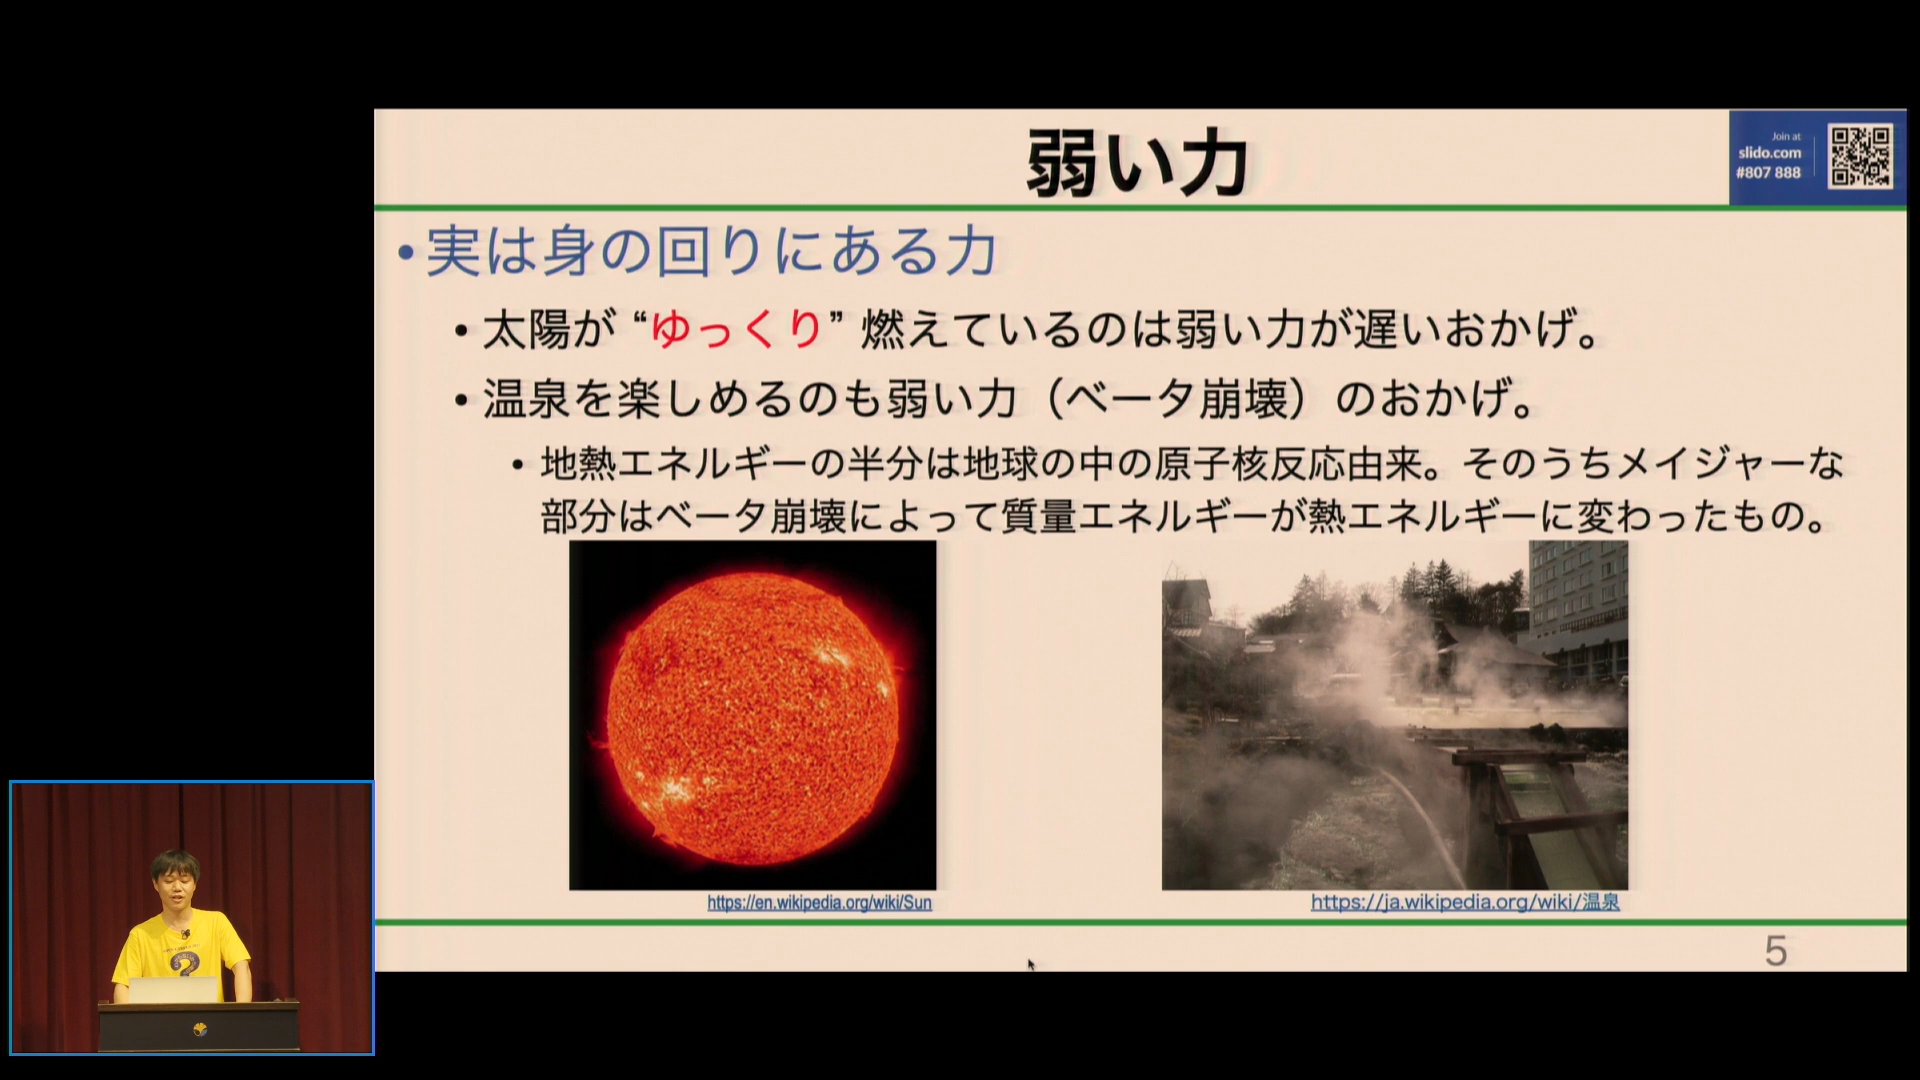 弱い力
Join at
slido.com
#807 888
•実は身の回りにある力
• 太陽が “ゆっくり” 燃えているのは弱い力が遅いおかげ。
• 温泉を楽しめるのも弱い力（ベータ崩壊）のおかげ。
• 地熱エネルギーの半分は地球の中の原子核反応由来。そのうちメイジャーな
部分はベータ崩壊によって質量エネルギーが熱エネルギーに変わったもの。
https://en.wikipedia.org/wiki/Sun
https://ja.wikipedia.org/wiki/温泉
5
?